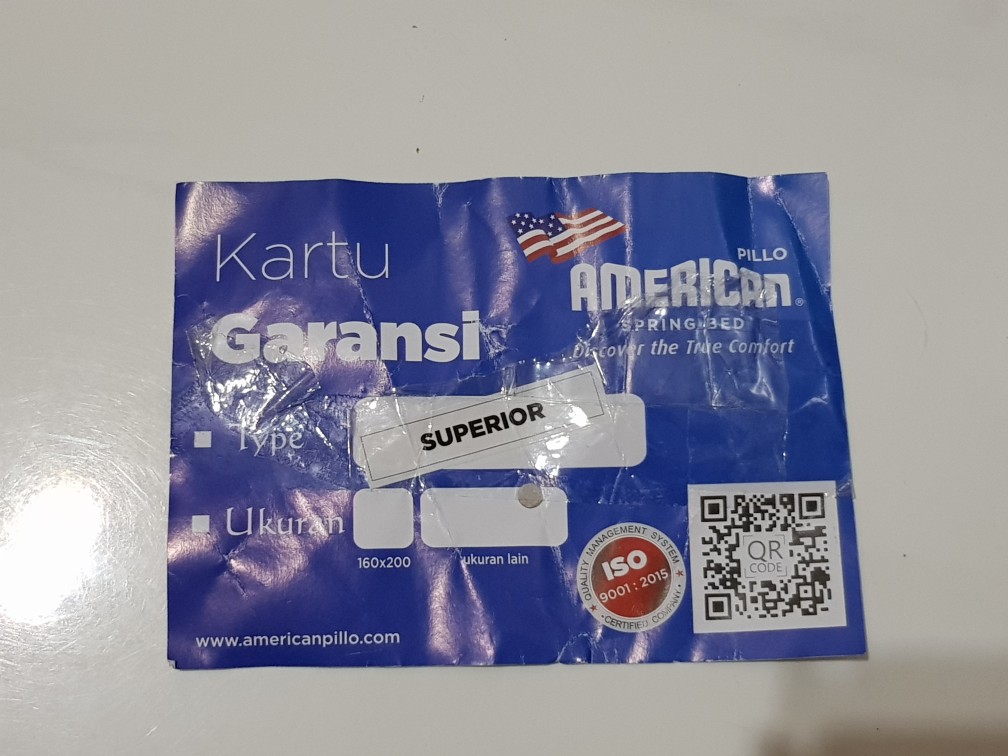 Kartu
Garansi
PILLO
AMERICAN®
SPRING BED
Discover the True Comfort
Type
SUPERIOR
Ukuran
160x200
ukuran lain
QUALITY MANAGEMENT SYSTEM
ISO
9001 : 2015
CERTIFIED COMPANY
QR
CODE
www.americanpillo.com